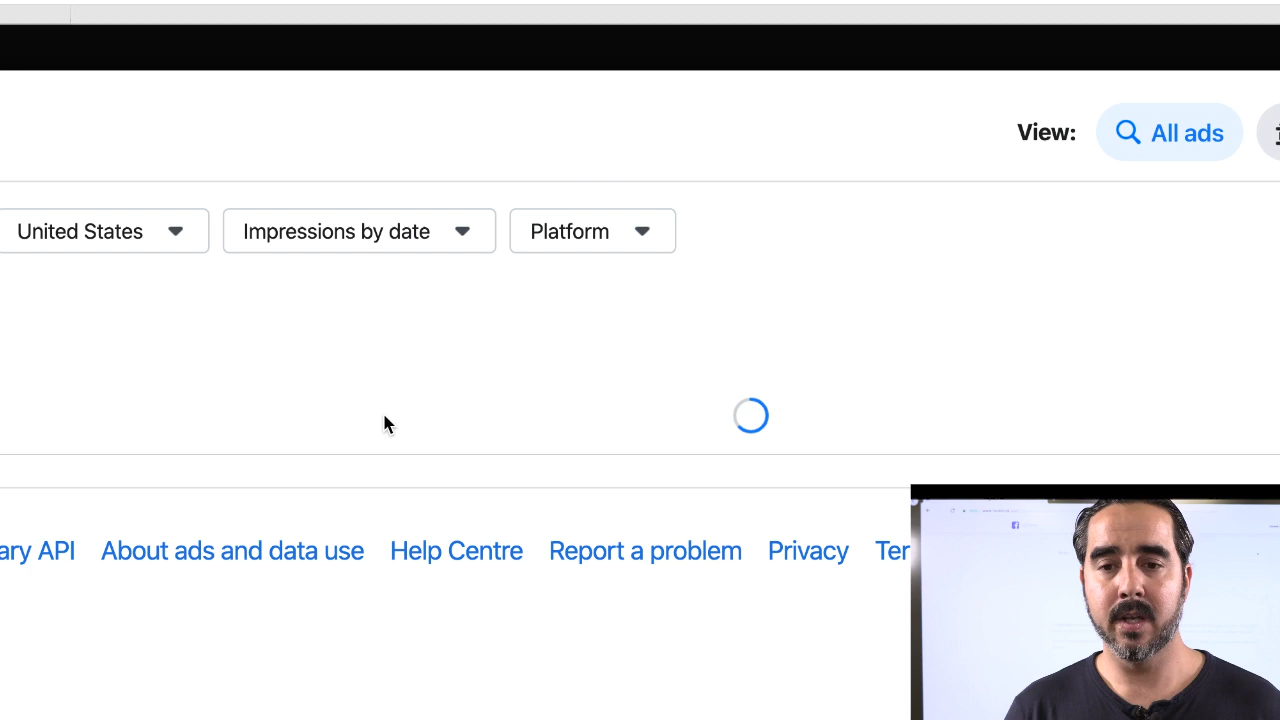 View: All ads
United States Impressions by date Platform
ary API About ads and data use Help Centre Report a problem Privacy Ter